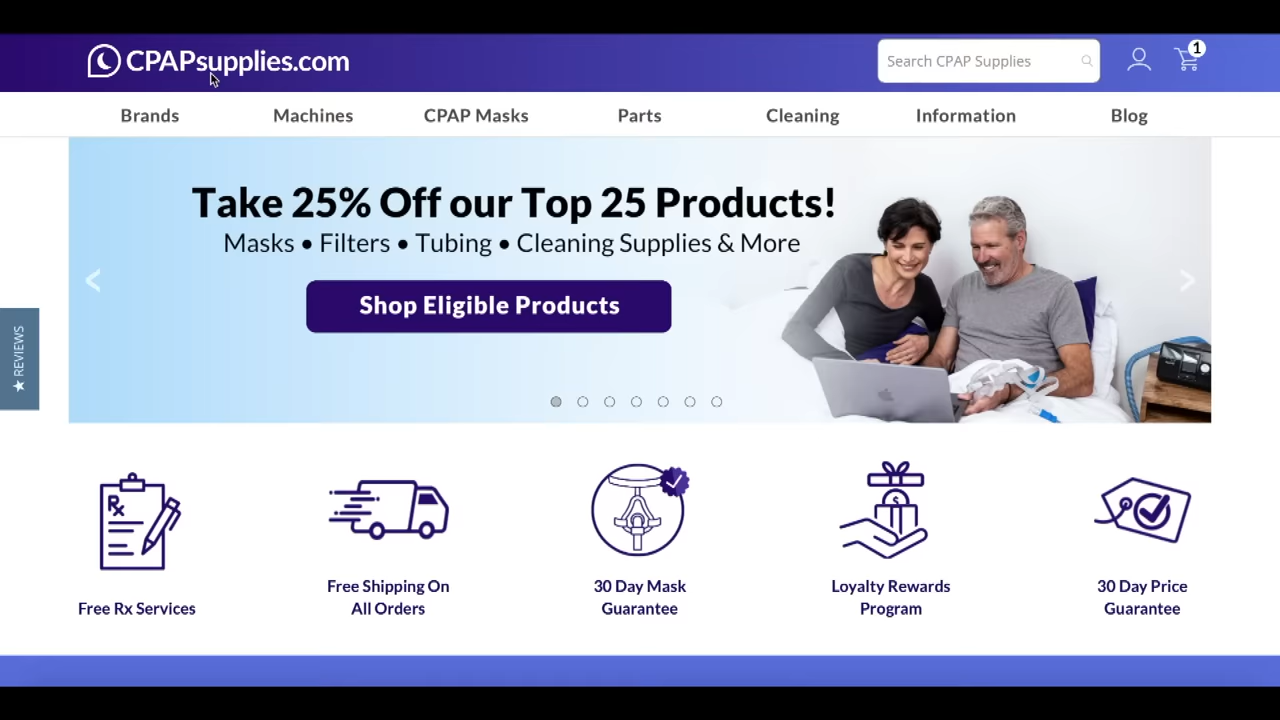 CPAPsupplies.com
Search CPAP Supplies
1
Brands
Machines
CPAP Masks
Parts
Cleaning
Information
Blog
Take 25% Off our Top 25 Products!
Masks • Filters • Tubing • Cleaning Supplies & More
<
>
Shop Eligible Products
★ REVIEWS
Rx
$
Free Rx Services
Free Shipping On
All Orders
30 Day Mask
Guarantee
Loyalty Rewards
Program
30 Day Price
Guarantee